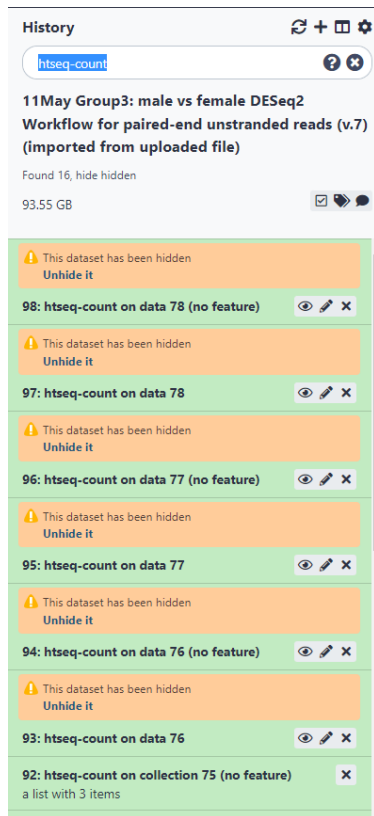 History
htseq-count
11May Group3: male vs female DESeq2
Workflow for paired-end unstranded reads (v.7)
(imported from uploaded file)
Found 16, hide hidden
93.55 GB
This dataset has been hidden
Unhide it
98: htseq-count on data 78 (no feature)
This dataset has been hidden
Unhide it
97: htseq-count on data 78
This dataset has been hidden
Unhide it
96: htseq-count on data 77 (no feature)
This dataset has been hidden
Unhide it
95: htseq-count on data 77
This dataset has been hidden
Unhide it
94: htseq-count on data 76 (no feature)
This dataset has been hidden
Unhide it
93: htseq-count on data 76
92: htseq-count on collection 75 (no feature)
a list with 3 items